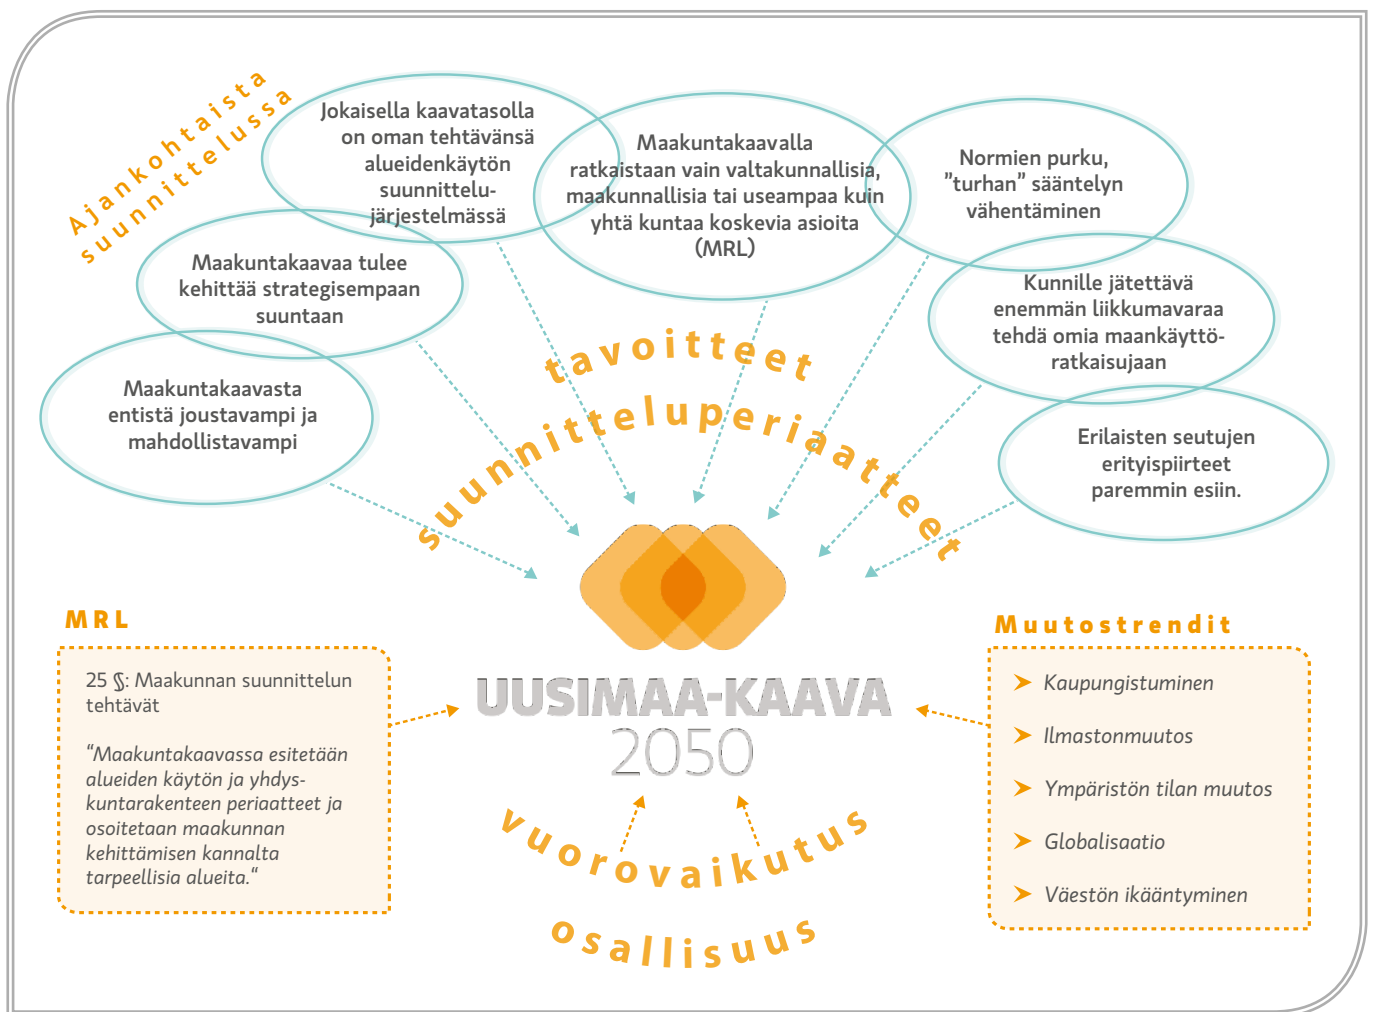 Ajankohtaista
suunnittelussa
Jokaisella kaavatasolla
on oman tehtävänsä
alueidenkäytön
suunnittelu-
järjestelmässä
Maakuntakaavalla
ratkaistaan vain valtakunnallisia,
maakunnallisia tai useampaa kuin
yhtä kuntaa koskevia asioita
(MRL)
Normien purku,
”turhan” sääntelyn
vähentäminen
Maakuntakaavaa tulee
kehittää strategisempaan
suuntaan
Kunnille jätettävä
enemmän liikkumavaraa
tehdä omia maankäyttö-
ratkaisujaan
Maakuntakaavasta
entistä joustavampi ja
mahdollistavampi
Erilaisten seutujen
erityispiirteet
paremmin esiin.
tavoitteet
suunnitteluperiaatteet
MRL
25 §: Maakunnan suunnittelun
tehtävät
“Maakuntakaavassa esitetään
alueiden käytön ja yhdys-
kuntarakenteen periaatteet ja
osoitetaan maakunnan
kehittämisen kannalta
tarpeellisia alueita.“
UUSIMAA-KAAVA
2050
Muutostrendit
Kaupungistuminen
Ilmastonmuutos
Ympäristön tilan muutos
Globalisaatio
Väestön ikääntyminen
vuorovaikutus
osallisuus